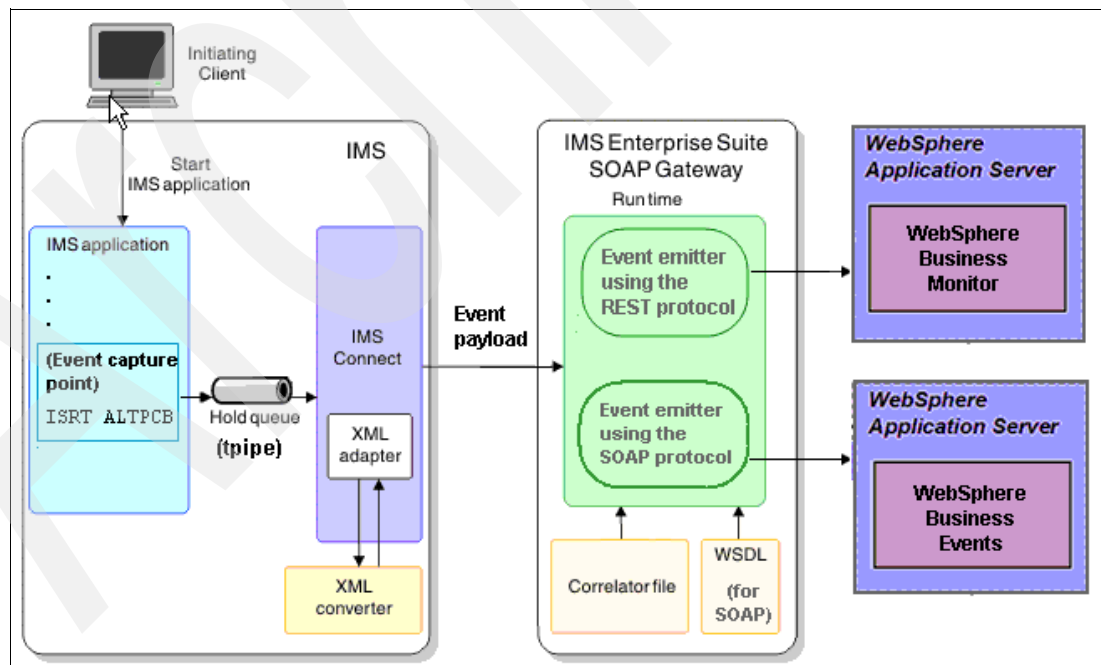 Initiating
Client
IMS
Start
IMS application
IMS application
.
.
.
.
(Event capture
point)
ISRT ALTPCB
Hold queue
(tpipe)
IMS
Connect
XML
adapter
XML
converter
Event
payload
IMS Enterprise Suite
SOAP Gateway
Runtime
Event emitter
using the
REST protocol
Event emitter
using the
SOAP protocol
Correlator file
WSDL
(for
SOAP)
WebSphere
Application Server
WebSphere
Business
Monitor
WebSphere
Application Server
WebSphere
Business
Events